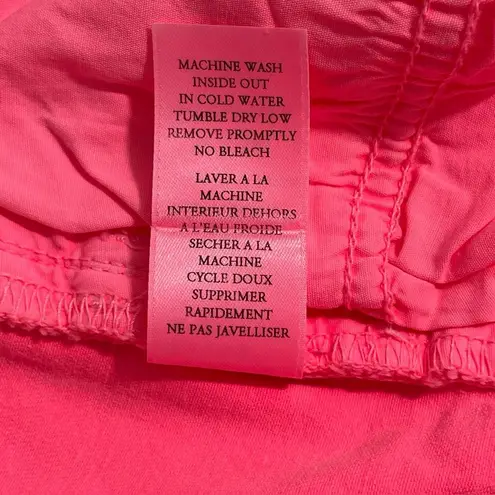 MACHINE WASH
INSIDE OUT
IN COLD WATER
TUMBLE DRY LOW
REMOVE PROMPTLY
NO BLEACH
LAVER A LA
MACHINE
INTERIEUR DEHORS
A L'EAU FROIDE
SECHER A LA
MACHINE
CYCLE DOUX
SUPPRIMER
RAPIDEMENT
NE PAS JAVELLISER